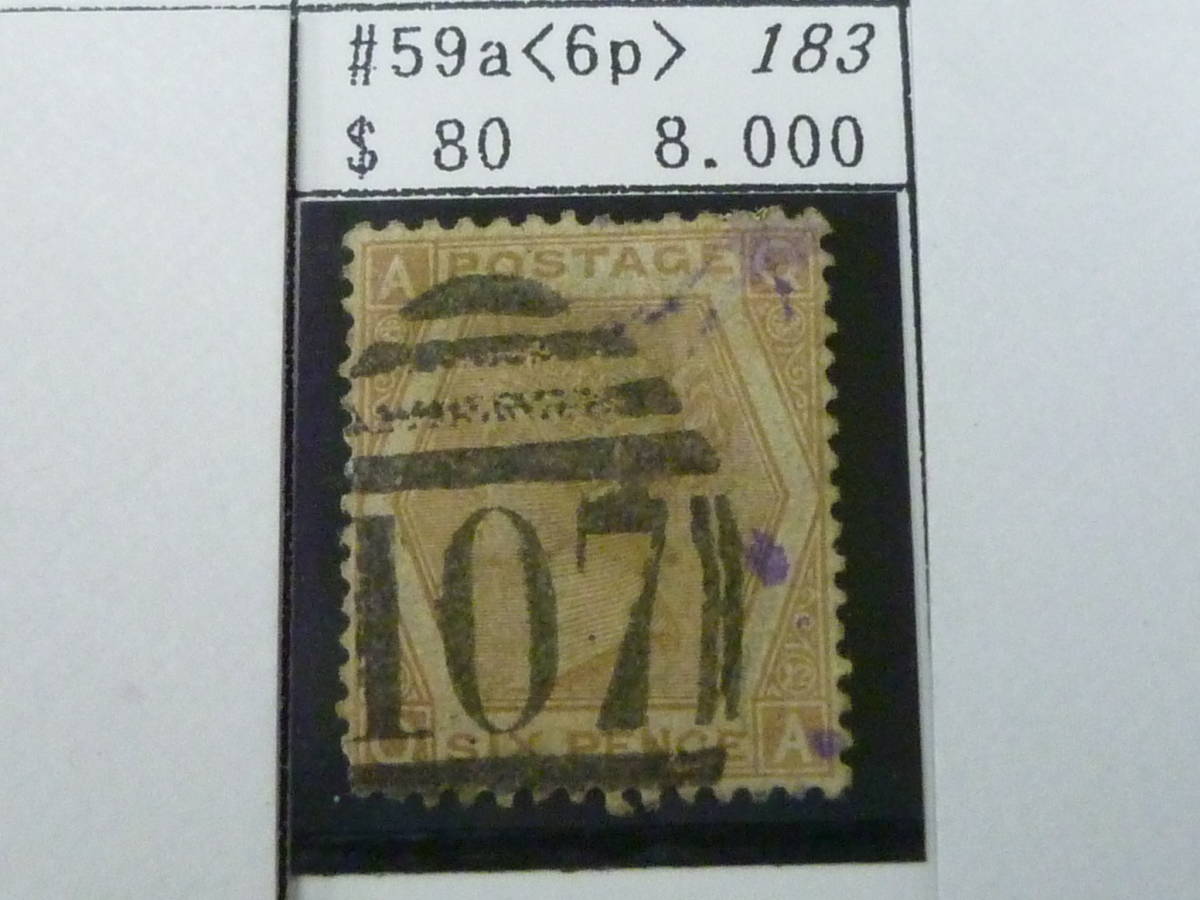 #59a<6p> 183
$ 80 8.000
A POSTAGE
107
SIX PENCE A